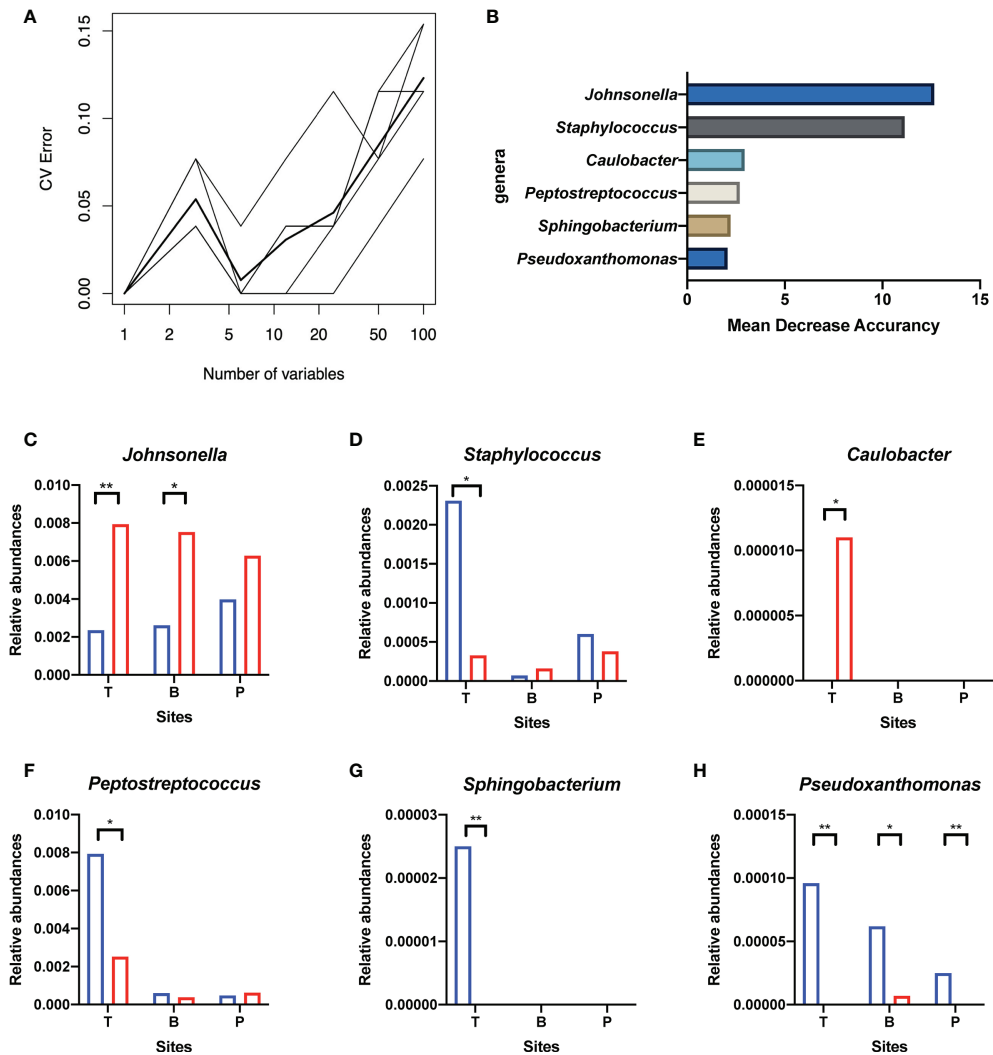 A
0.15
0.10
0.05
0.00
CV Error
1 2 5 10 20 50 100
Number of variables
B
genera
Johnsonella
Staphylococcus
Caulobacter
Peptostreptococcus
Sphingobacterium
Pseudoxanthomonas
0 5 10 15
Mean Decrease Accurancy
C
Johnsonella
Relative abundances
0.010
0.008
0.006
0.004
0.002
0.000
** *
T B P
Sites
D
Staphylococcus
Relative abundances
0.0025
0.0020
0.0015
0.0010
0.0005
0.0000
*
T B P
Sites
E
Caulobacter
Relative abundances
0.000015
0.000010
0.000005
0.000000
*
T B P
Sites
F
Peptostreptococcus
Relative abundances
0.010
0.008
0.006
0.004
0.002
0.000
*
T B P
Sites
G
Sphingobacterium
Relative abundances
0.00003
0.00002
0.00001
0.00000
**
T B P
Sites
H
Pseudoxanthomonas
Relative abundances
0.00015
0.00010
0.00005
0.00000
** * **
T B P
Sites